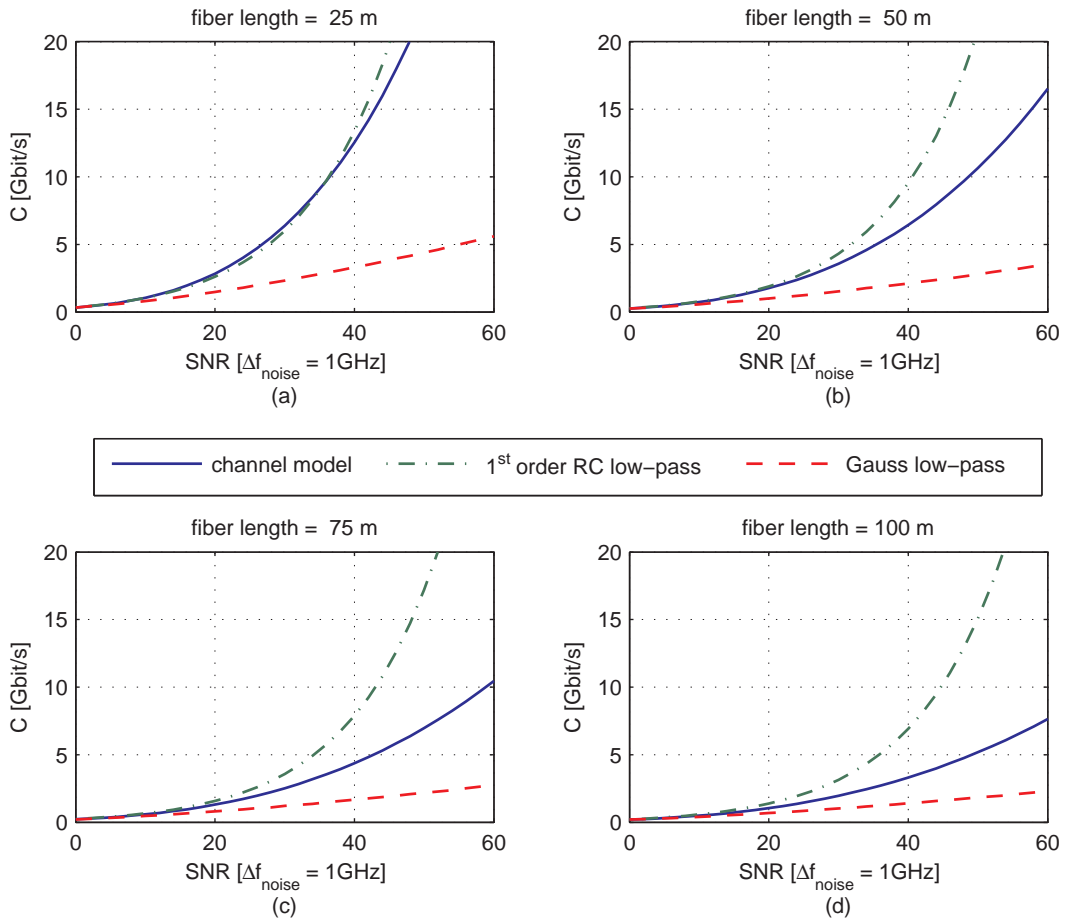 fiber length = 25 m
20
15
10
5
0
C [Gbit/s]
0 20 40 60
SNR [Δf_noise = 1GHz]
(a)
fiber length = 50 m
20
15
10
5
0
C [Gbit/s]
0 20 40 60
SNR [Δf_noise = 1GHz]
(b)
channel model 1^st order RC low−pass Gauss low−pass
fiber length = 75 m
20
15
10
5
0
C [Gbit/s]
0 20 40 60
SNR [Δf_noise = 1GHz]
(c)
fiber length = 100 m
20
15
10
5
0
C [Gbit/s]
0 20 40 60
SNR [Δf_noise = 1GHz]
(d)